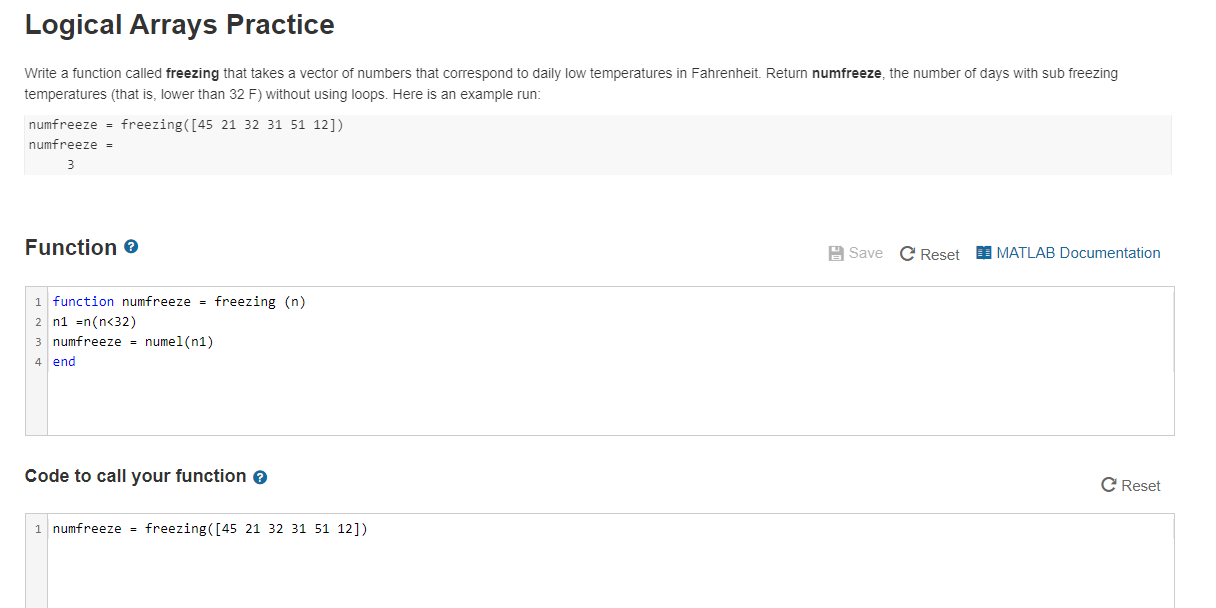 Logical Arrays Practice
Write a function called freezing that takes a vector of numbers that correspond to daily low temperatures in Fahrenheit. Return numfreeze, the number of days with sub freezing
temperatures (that is, lower than 32 F) without using loops. Here is an example run:
numfreeze = freezing([45 21 32 31 51 12])
numfreeze =
3
Function ?
Save Reset MATLAB Documentation
1 function numfreeze = freezing (n)
2 n1 =n(n<32)
3 numfreeze = numel(n1)
4 end
Code to call your function ?
Reset
1 numfreeze = freezing([45 21 32 31 51 12])